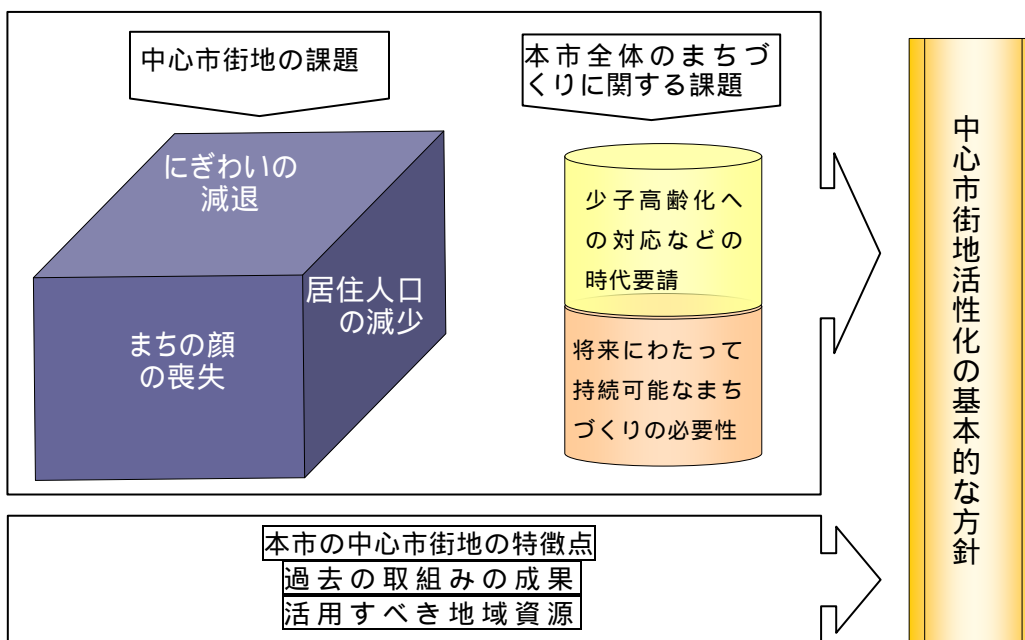 中心市街地の課題
本市全体のまちづ
くりに関する課題
にぎわいの
減退
居住人口
の減少
まちの顔
の喪失
少子高齢化へ
の対応などの
時代要請
将来にわたって
持続可能なまち
づくりの必要性
中心市街地活性化の基本的な方針
本市の中心市街地の特徴点
過去の取組みの成果
活用すべき地域資源